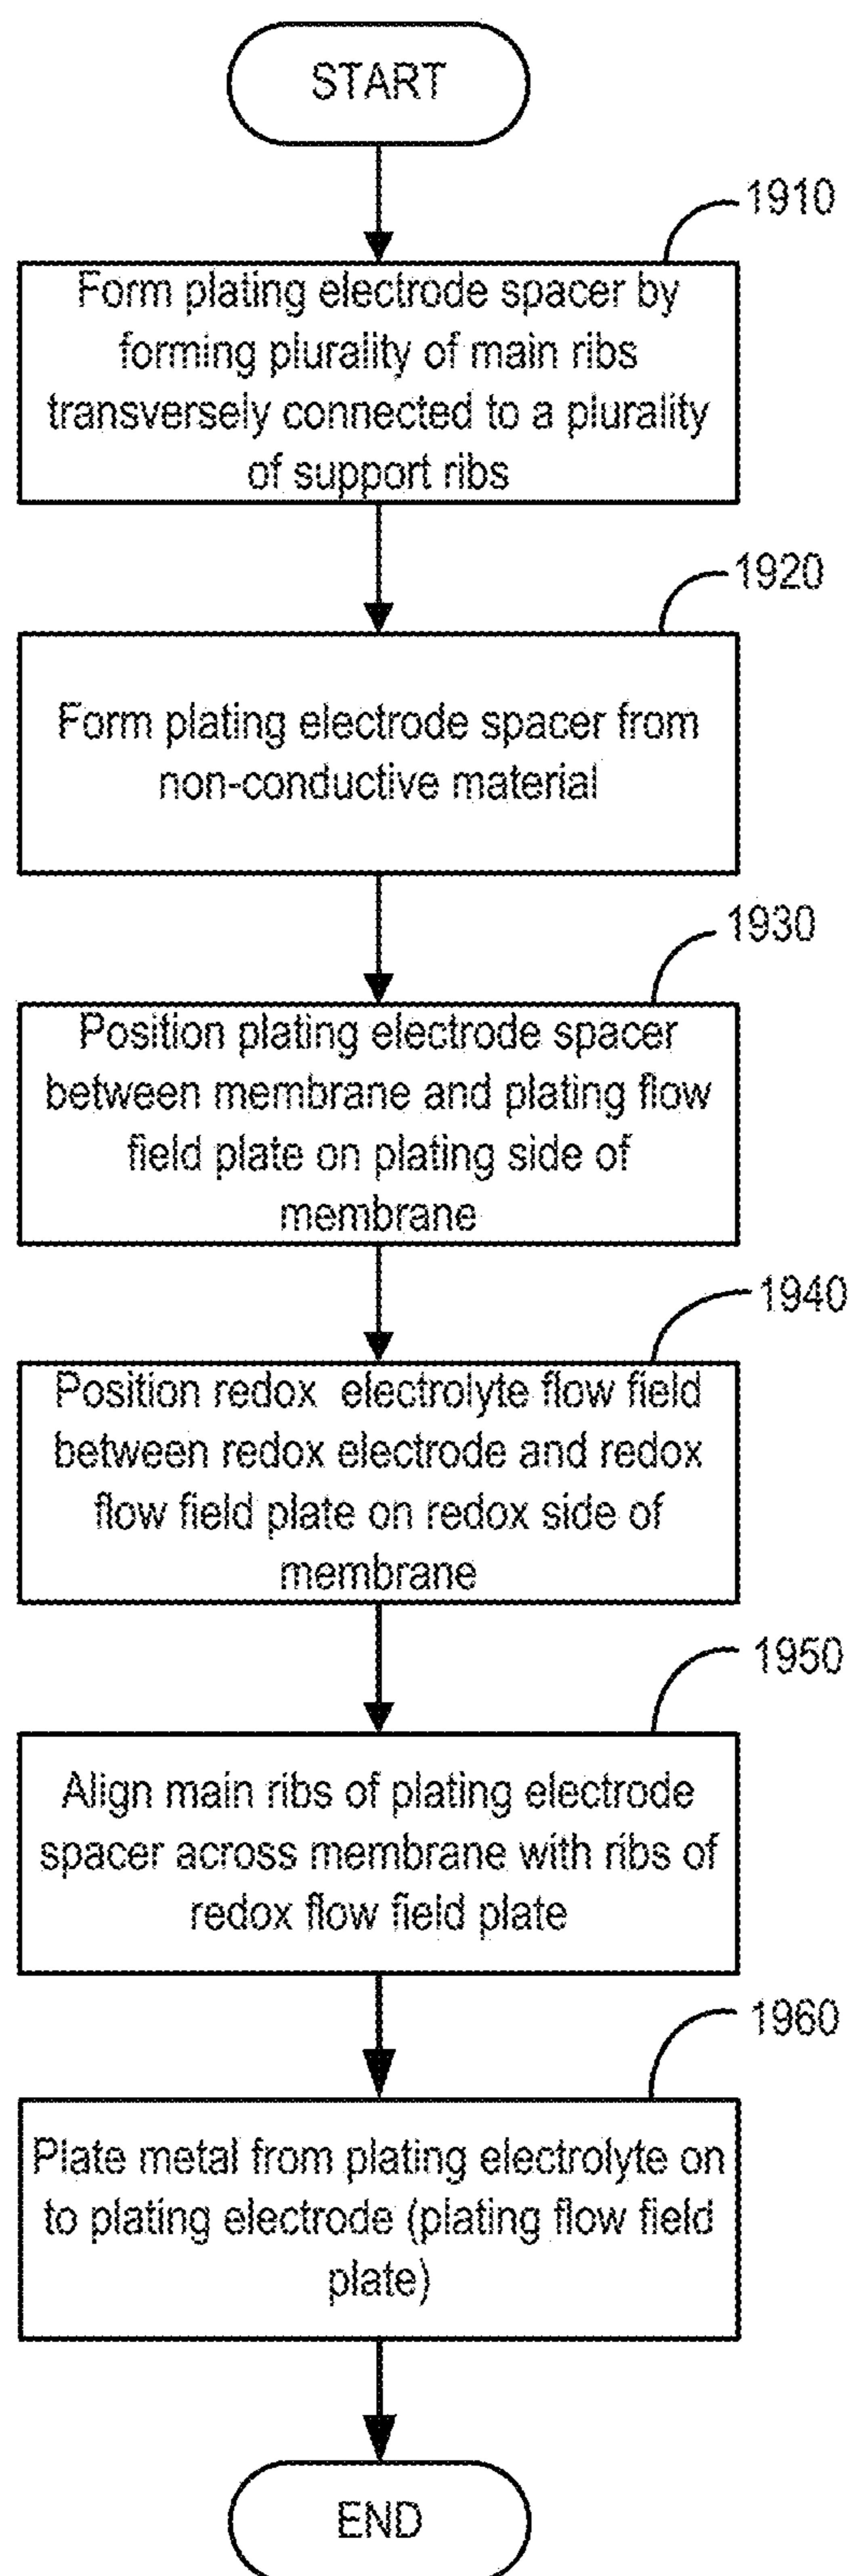 START
1910
Form plating electrode spacer by
forming plurality of main ribs
transversely connected to a plurality
of support ribs
1920
Form plating electrode spacer from
non-conductive material
1930
Position plating electrode spacer
between membrane and plating flow
field plate on plating side of
membrane
1940
Position redox electrolyte flow field
between redox electrode and redox
flow field plate on redox side of
membrane
1950
Align main ribs of plating electrode
spacer across membrane with ribs of
redox flow field plate
1960
Plate metal from plating electrolyte on
to plating electrode (plating flow field
plate)
END